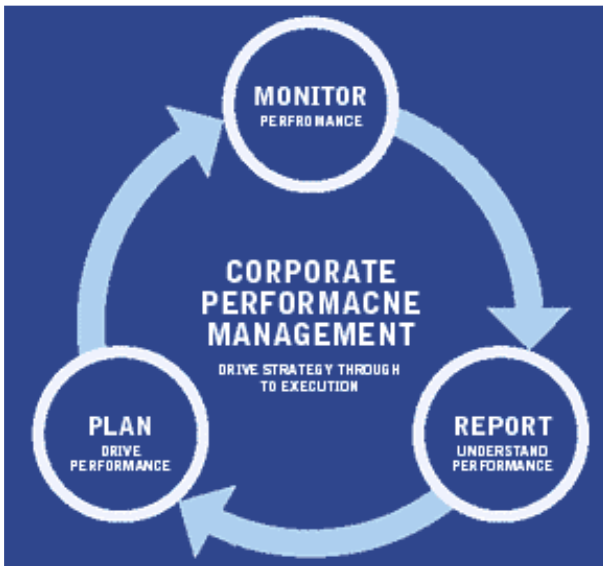 MONITOR
PERFROMANCE
CORPORATE
PERFORMACNE
MANAGEMENT
DRIVE STRATEGY THROUGH
TO EXECUTION
PLAN
DRIVE
PERFORMANCE
REPORT
UNDERSTAND
PERFORMANCE